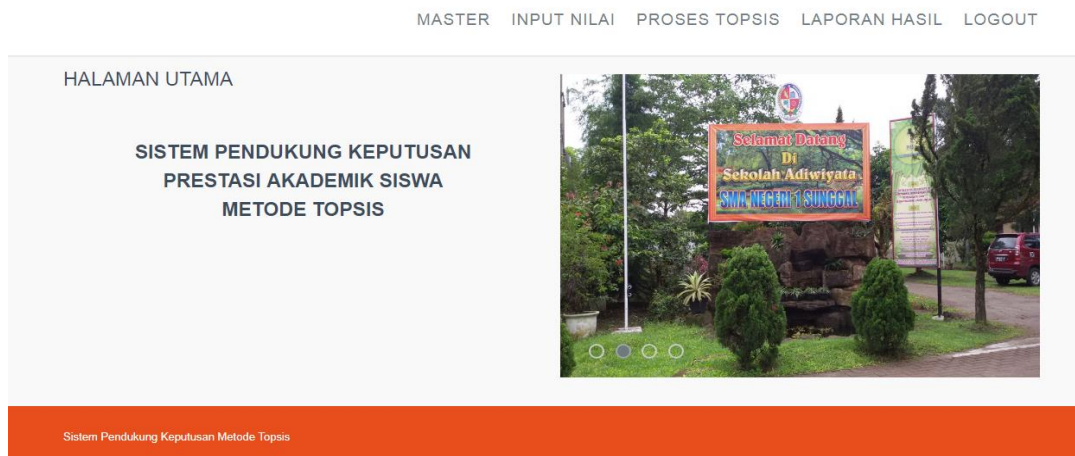 MASTER INPUT NILAI PROSES TOPSIS LAPORAN HASIL LOGOUT
HALAMAN UTAMA
SISTEM PENDUKUNG KEPUTUSAN
PRESTASI AKADEMIK SISWA
METODE TOPSIS
Selamat Datang
Di
Sekolah Adiwiyata
SMA NEGERI 1 SUNGGAL
Sistem Pendukung Keputusan Metode Topsis